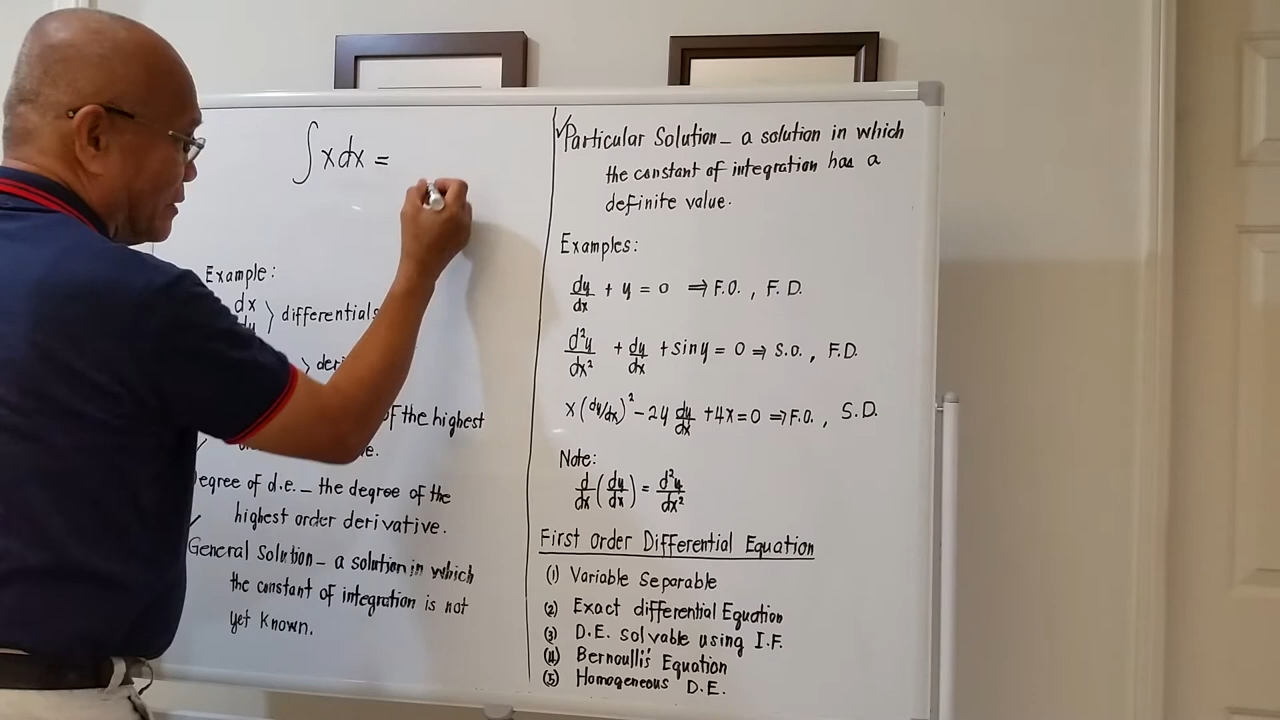 ∫ x dx =
Example:
dx
dy } differentials
of the highest
egree of d.e. – the degree of the
highest order derivative.
General Solution – a solution in which
the constant of integration is not
yet known.
✓Particular Solution – a solution in which
the constant of integration has a
definite value.
Examples:
dy/dx + y = 0 ⇒ F.O. , F.D.
d²y/dx² + dy/dx + sin y = 0 ⇒ S.O. , F.D.
x(dy/dx)² – 2y dy/dx + 4x = 0 ⇒ F.O. , S.D.
Note:
d/dx (dy/dx) = d²y/dx²
First Order Differential Equation
(1) Variable Separable
(2) Exact differential Equation
(3) D.E. solvable using I.F.
(4) Bernoulli's Equation
(5) Homogeneous D.E.